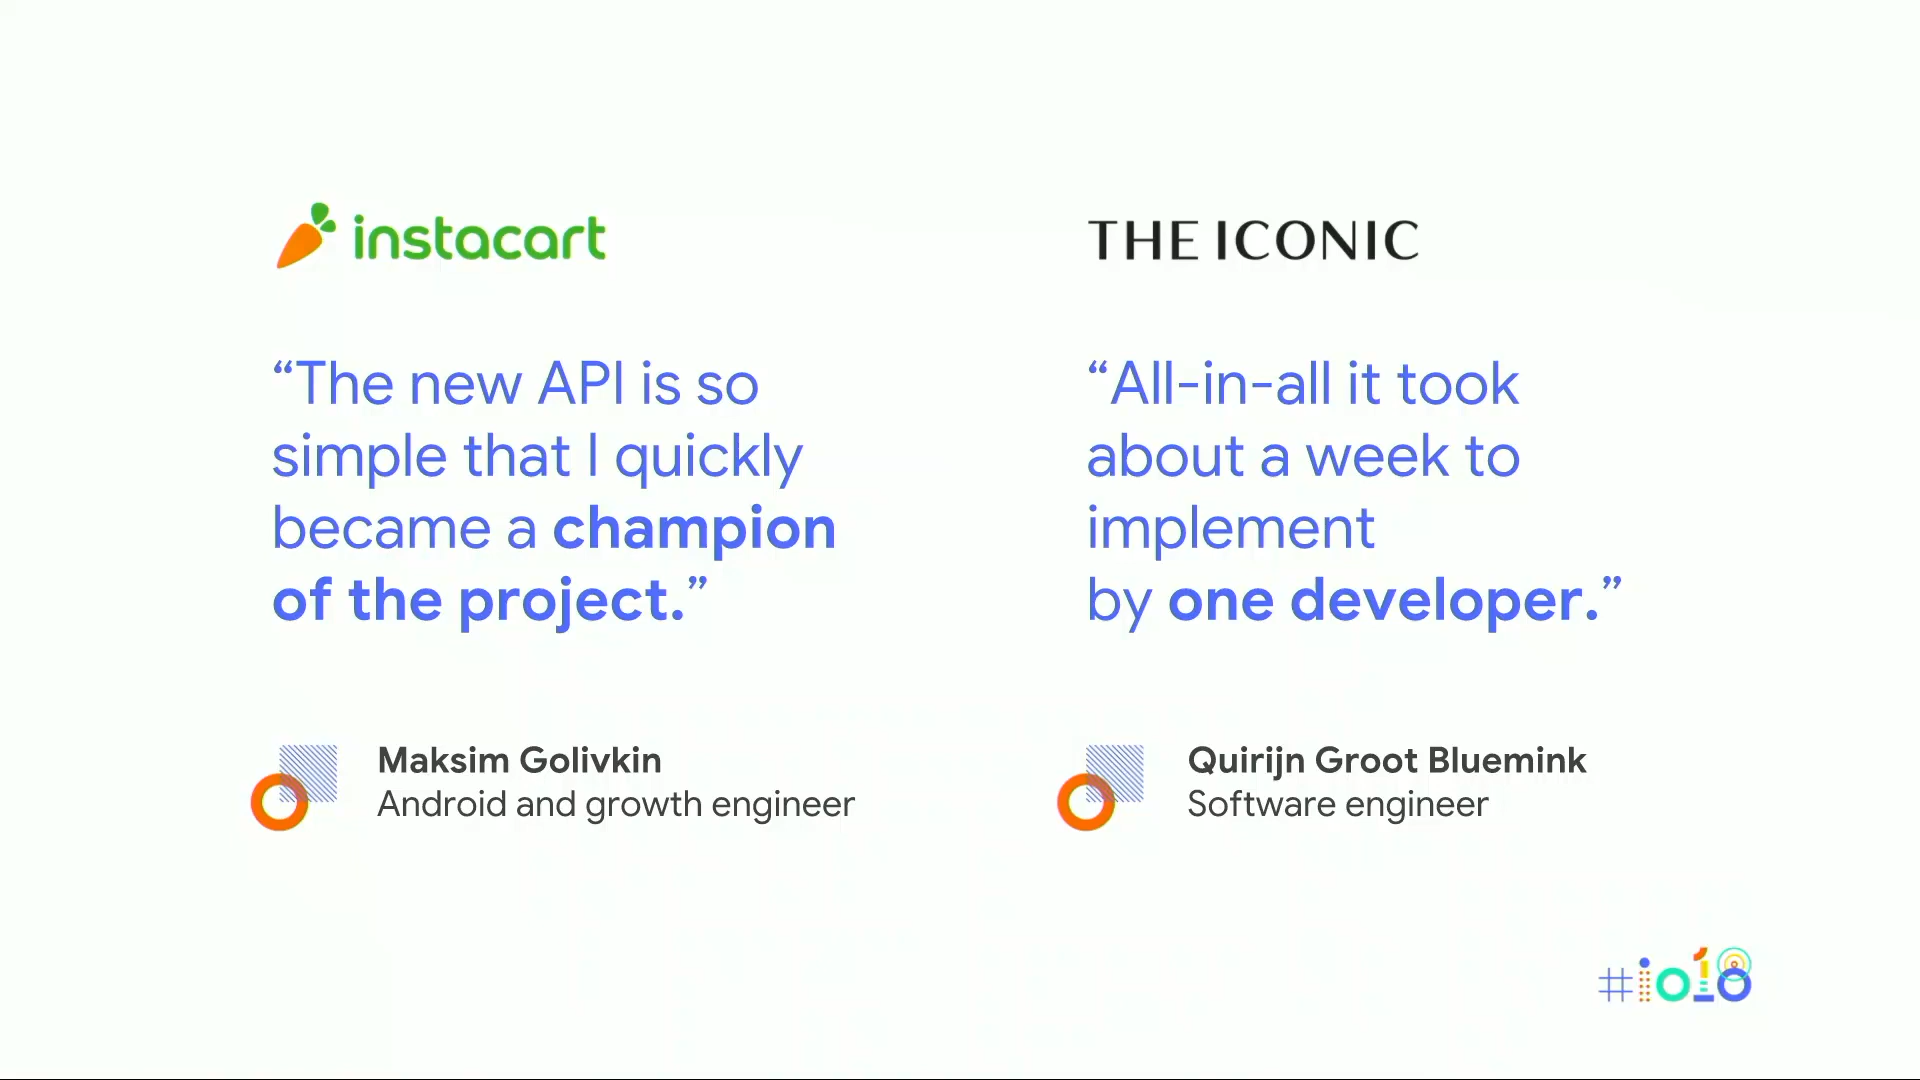 instacart
“The new API is so
simple that I quickly
became a champion
of the project.”
Maksim Golivkin
Android and growth engineer
THE ICONIC
“All-in-all it took
about a week to
implement
by one developer.”
Quirijn Groot Bluemink
Software engineer
#io18